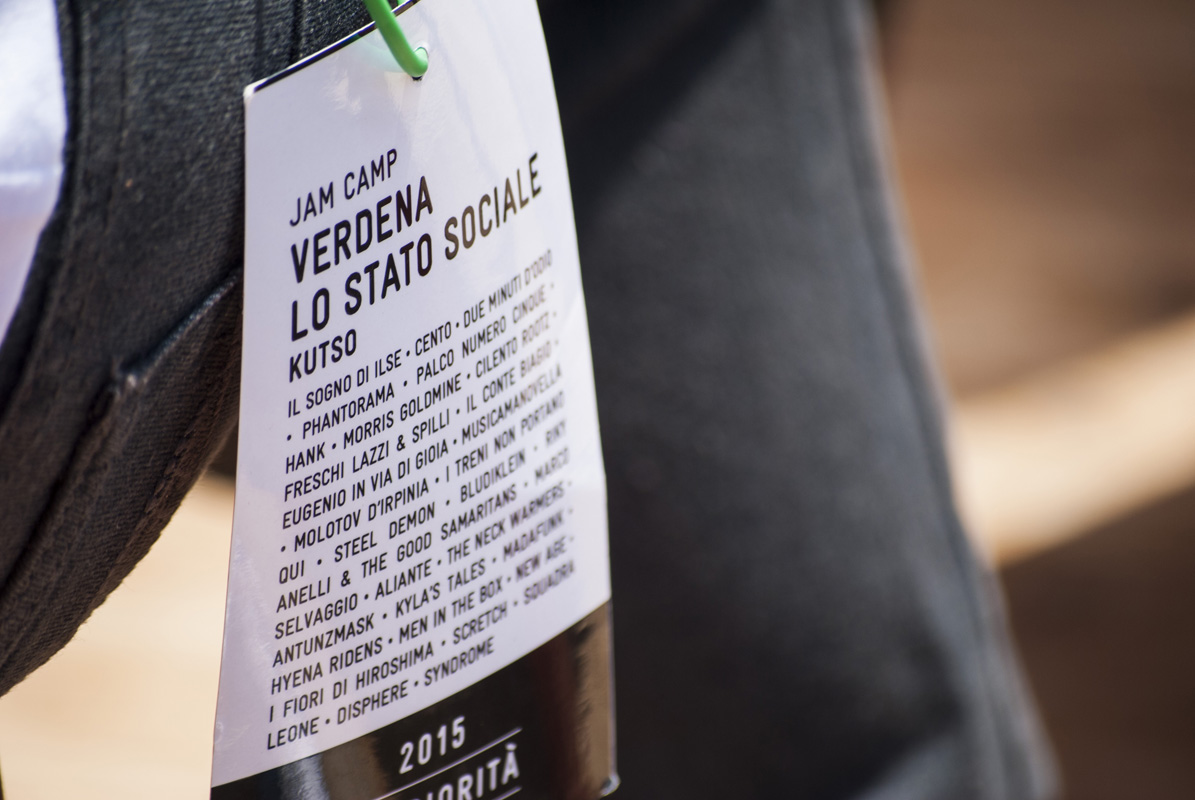 JAM CAMP
VERDENA
LO STATO SOCIALE
KUTSO
IL SOGNO DI ILSE • CENTO • DUE MINUTI D'ODIO
• PHANTORAMA • PALCO NUMERO CINQUE •
HANK • MORRIS GOLDMINE • CILENTO ROOTZ •
FRESCHI LAZZI & SPILLI • IL CONTE BIAGIO •
EUGENIO IN VIA DI GIOIA • MUSICAMANOVELLA
• MOLOTOV D'IRPINIA • I TRENI NON PORTANO
QUI • STEEL DEMON • BLUDIKLEIN • RIKY
ANELLI & THE GOOD SAMARITANS • MARCO
SELVAGGIO • ALIANTE • THE NECK WARMERS •
ANTUNZMASK • KYLA'S TALES • MADAFUNK •
HYENA RIDENS • MEN IN THE BOX • NEW AGE •
I FIORI DI HIROSHIMA • SCRETCH • SQUADRA
LEONE • DISPHERE • SYNDROME
2015